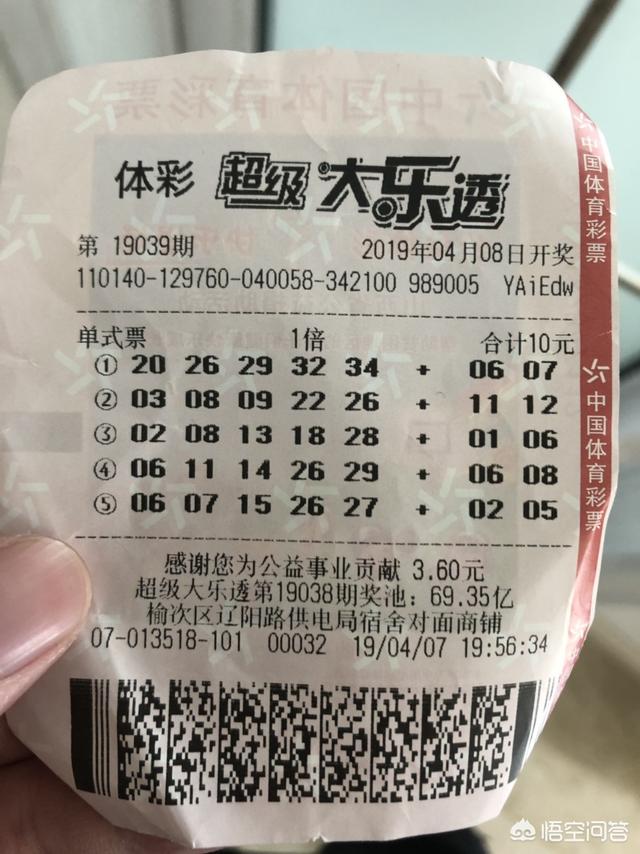 中国体育彩票
体彩 超级大乐透
第 19039期 2019年04月08日开奖
110140-129760-040058-342100 989005 YAiEdw
单式票 1倍 合计10元
① 20 26 29 32 34 + 06 07
② 03 08 09 22 26 + 11 12
③ 02 08 13 18 28 + 01 06
④ 06 11 14 26 29 + 06 08
⑤ 06 07 15 26 27 + 02 05
感谢您为公益事业贡献 3.60元
超级大乐透第19038期奖池: 69.35亿
榆次区辽阳路供电局宿舍对面商铺
07-013518-101 00032 19/04/07 19:56:34
中国体育彩票
中国体育彩票
悟空问答